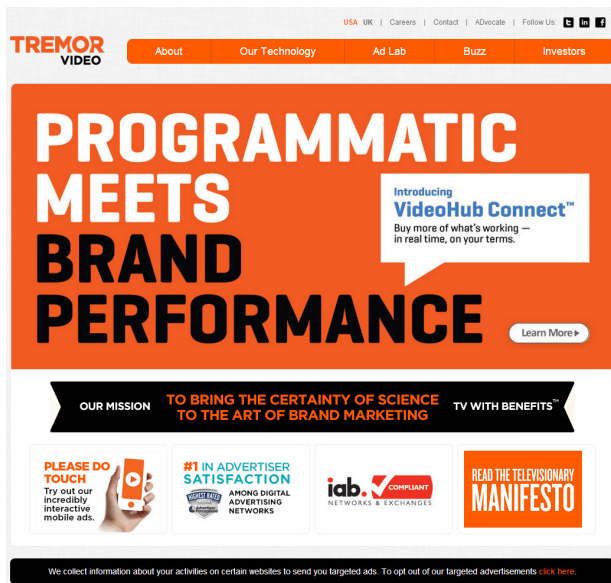 USA UK | Careers | Contact | ADvocate | Follow Us:
TREMOR
VIDEO
About Our Technology Ad Lab Buzz Investors
PROGRAMMATIC
MEETS
BRAND
PERFORMANCE
Introducing
VideoHub Connect™
Buy more of what's working —
in real time, on your terms.
Learn More
OUR MISSION
TO BRING THE CERTAINTY OF SCIENCE
TO THE ART OF BRAND MARKETING
TV WITH BENEFITS™
PLEASE DO
TOUCH
Try out our
incredibly
interactive
mobile ads.
#1 IN ADVERTISER
SATISFACTION
HIGHEST RATED
Advertiser
Perceptions
AMONG DIGITAL
ADVERTISING
NETWORKS
iab. COMPLIANT
NETWORKS & EXCHANGES
READ THE TELEVISIONARY
MANIFESTO
We collect information about your activities on certain websites to send you targeted ads. To opt out of our targeted advertisements click here.